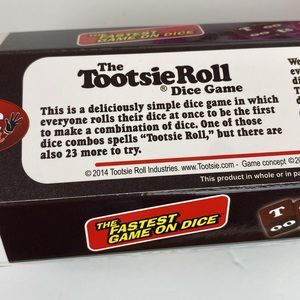 "FASTEST
GAME ON DICE
The
TootsieRoll
® Dice Game
This is a deliciously simple dice game in which
everyone rolls their dice at once to be the first
to make a combination of dice. One of those
dice combos spells “Tootsie Roll,” but there are
also 23 more to try.
© 2014 Tootsie Roll Industries. www.Tootsie.com - Game concept ©
This product in whole or in
THE
FASTEST
GAME ON DICE
T
OO